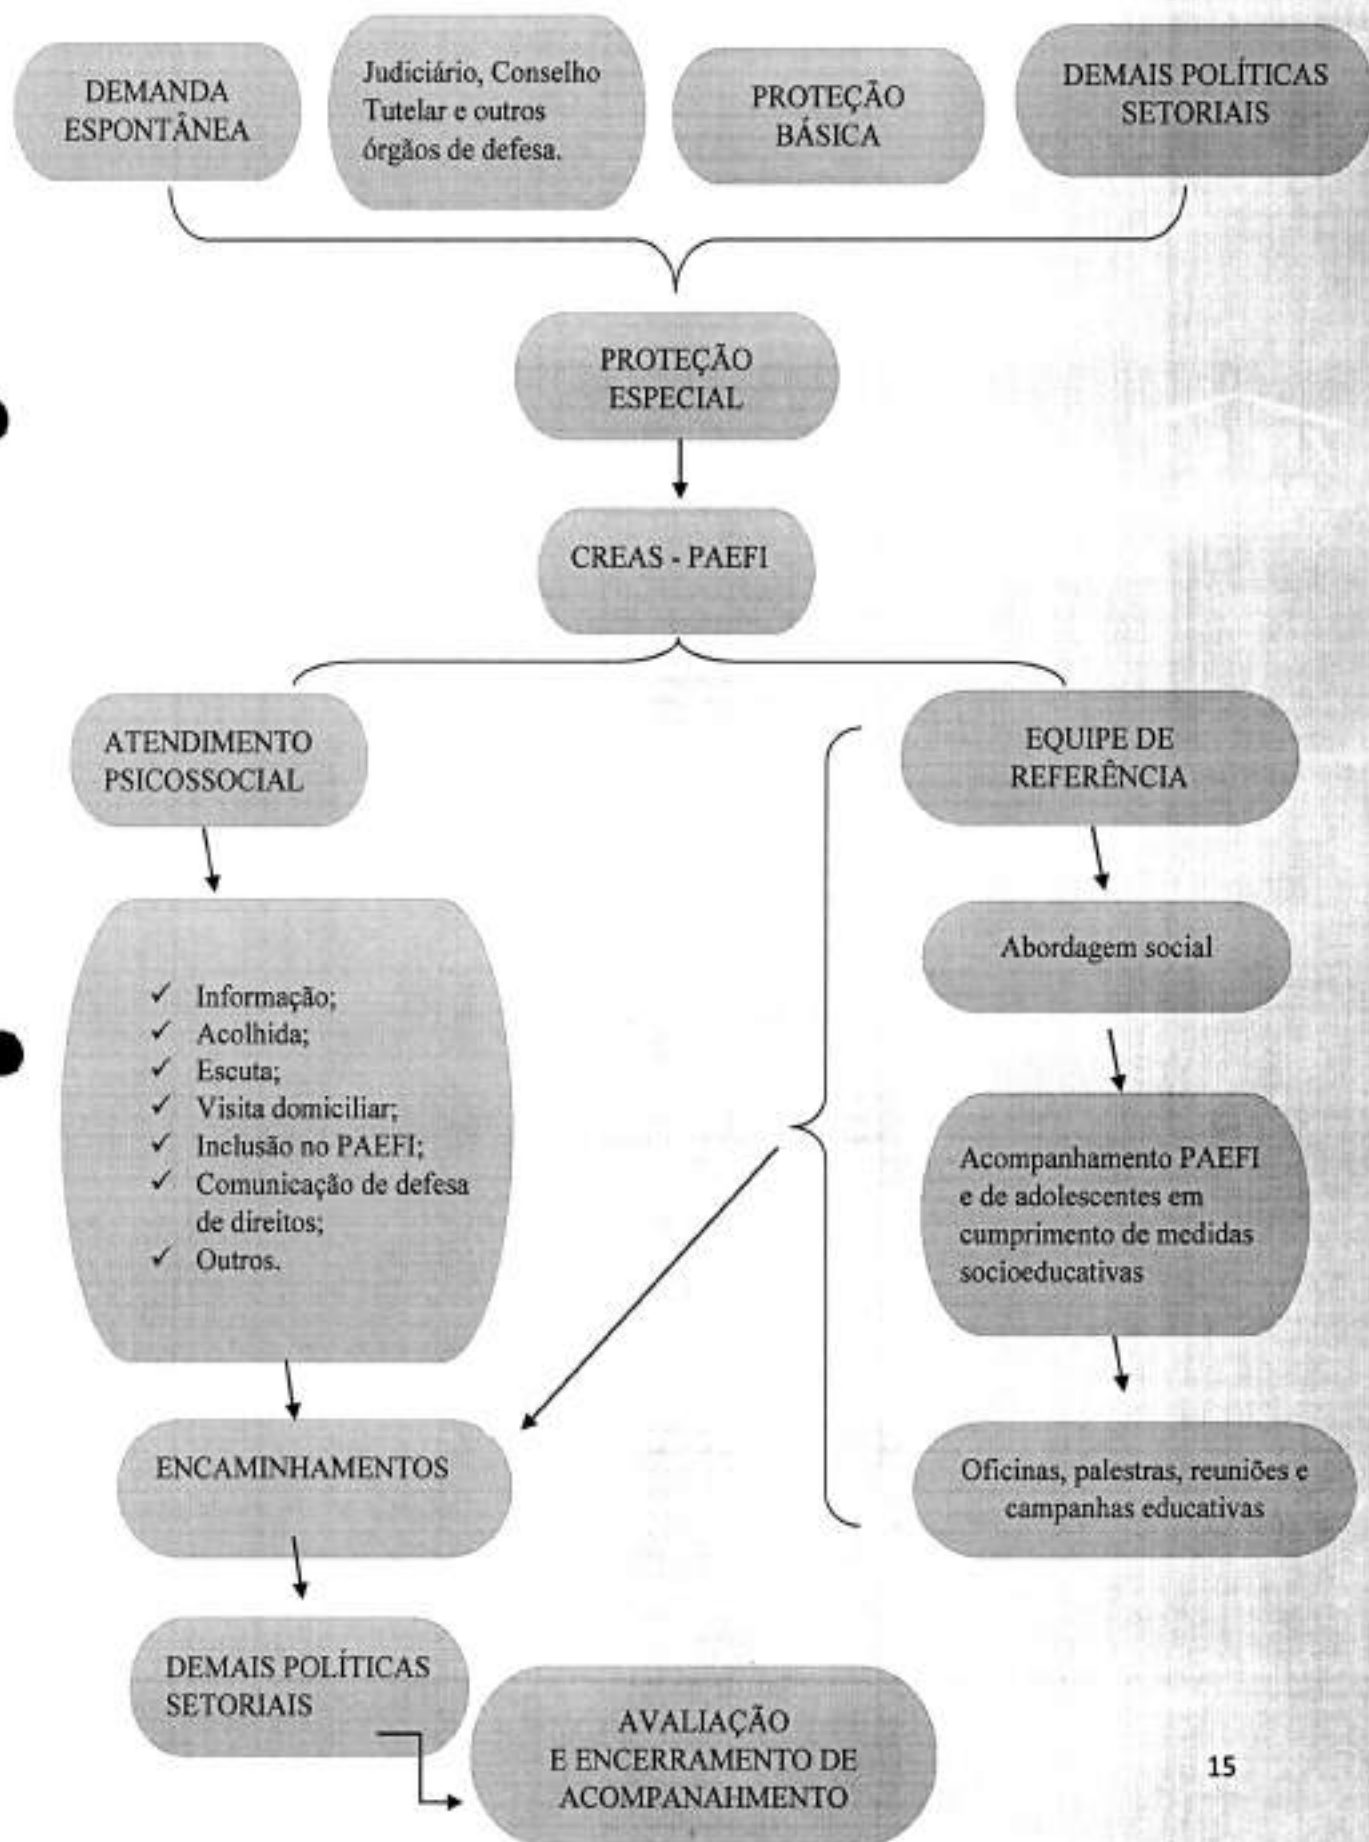 DEMANDA
ESPONTÂNEA
Judiciário, Conselho
Tutelar e outros
órgãos de defesa.
PROTEÇÃO
BÁSICA
DEMAIS POLÍTICAS
SETORIAIS
PROTEÇÃO
ESPECIAL
CREAS - PAEFI
ATENDIMENTO
PSICOSSOCIAL
✓ Informação;
✓ Acolhida;
✓ Escuta;
✓ Visita domiciliar;
✓ Inclusão no PAEFI;
✓ Comunicação de defesa
de direitos;
✓ Outros.
ENCAMINHAMENTOS
DEMAIS POLÍTICAS
SETORIAIS
AVALIAÇÃO
E ENCERRAMENTO DE
ACOMPANAHMENTO
EQUIPE DE
REFERÊNCIA
Abordagem social
Acompanhamento PAEFI
e de adolescentes em
cumprimento de medidas
socioeducativas
Oficinas, palestras, reuniões e
campanhas educativas
15